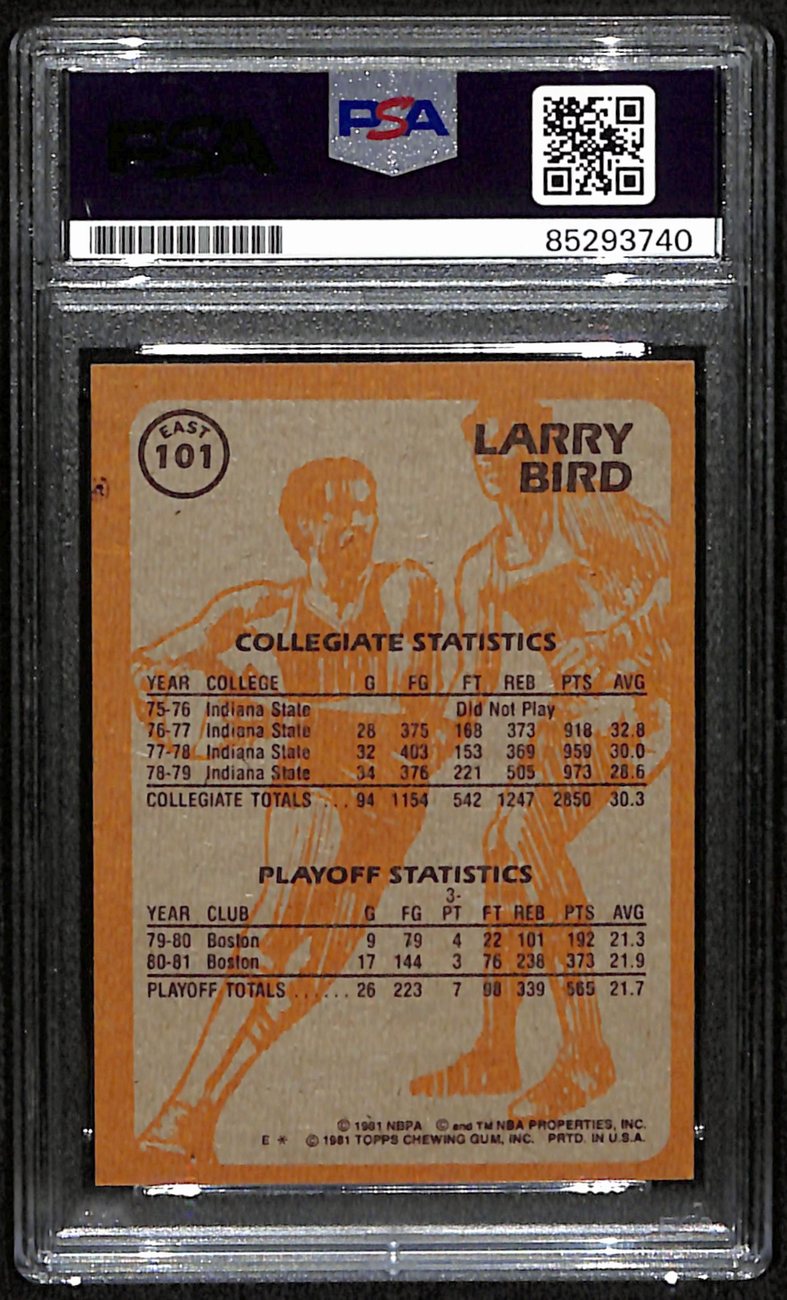 PSA
PSA
85293740
EAST
101
LARRY
BIRD
COLLEGIATE STATISTICS
YEAR COLLEGE G FG FT REB PTS AVG
75-76 Indiana State Did Not Play
76-77 Indiana State 28 375 168 373 918 32.8
77-78 Indiana State 32 403 153 369 959 30.0
78-79 Indiana State 34 376 221 505 973 28.6
COLLEGIATE TOTALS ... 94 1154 542 1247 2850 30.3
PLAYOFF STATISTICS
3-
YEAR CLUB G FG PT FT REB PTS AVG
79-80 Boston 9 79 4 22 101 192 21.3
80-81 Boston 17 144 3 76 238 373 21.9
PLAYOFF TOTALS ...... 26 223 7 98 339 565 21.7
© 1981 NBPA © and TM NBA PROPERTIES, INC.
E * © 1981 TOPPS CHEWING GUM, INC. PRTD. IN U.S.A.